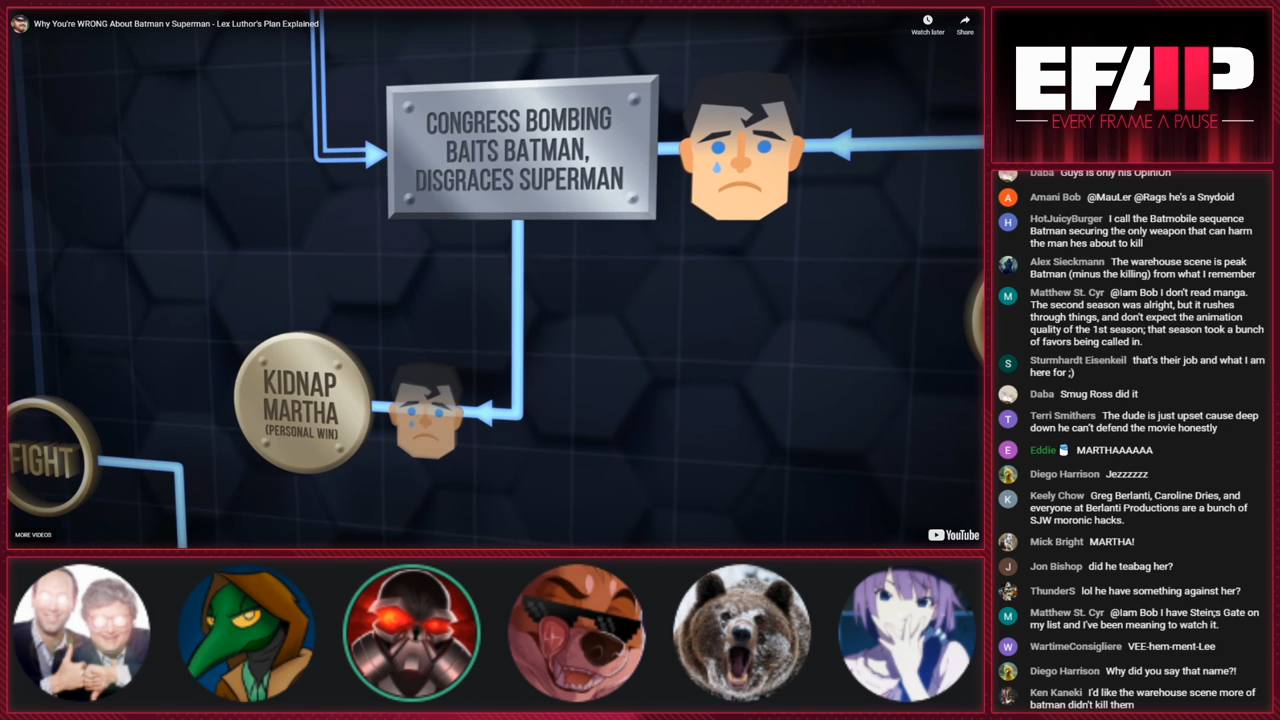 Why You're WRONG About Batman v Superman - Lex Luthor's Plan Explained
Watch later
Share
CONGRESS BOMBING
BAITS BATMAN,
DISGRACES SUPERMAN
KIDNAP
MARTHA
(PERSONAL WIN)
FIGHT
MORE VIDEOS
YouTube
EFAP
EVERY FRAME A PAUSE
Daba Guys is only his Opinion
Amani Bob @MauLer @Rags he's a Snydoid
HotJuicyBurger I call the Batmobile sequence
Batman securing the only weapon that can harm
the man hes about to kill
Alex Sieckmann The warehouse scene is peak
Batman (minus the killing) from what I remember
Matthew St. Cyr @Iam Bob I don't read manga.
The second season was alright, but it rushes
through things, and don't expect the animation
quality of the 1st season; that season took a bunch
of favors being called in.
Sturmhardt Eisenkeil that's their job and what I am
here for ;)
Daba Smug Ross did it
Terri Smithers The dude is just upset cause deep
down he can't defend the movie honestly
Eddie MARTHAAAAAA
Diego Harrison Jezzzzzz
Keely Chow Greg Berlanti, Caroline Dries, and
everyone at Berlanti Productions are a bunch of
SJW moronic hacks.
Mick Bright MARTHA!
Jon Bishop did he teabag her?
ThunderS lol he have something against her?
Matthew St. Cyr @Iam Bob I have Stein;s Gate on
my list and I've been meaning to watch it.
WartimeConsigliere VEE-hem-ment-Lee
Diego Harrison Why did you say that name?!
Ken Kaneki I'd like the warehouse scene more of
batman didn't kill them
A
H
M
S
T
E
K
J
M
W